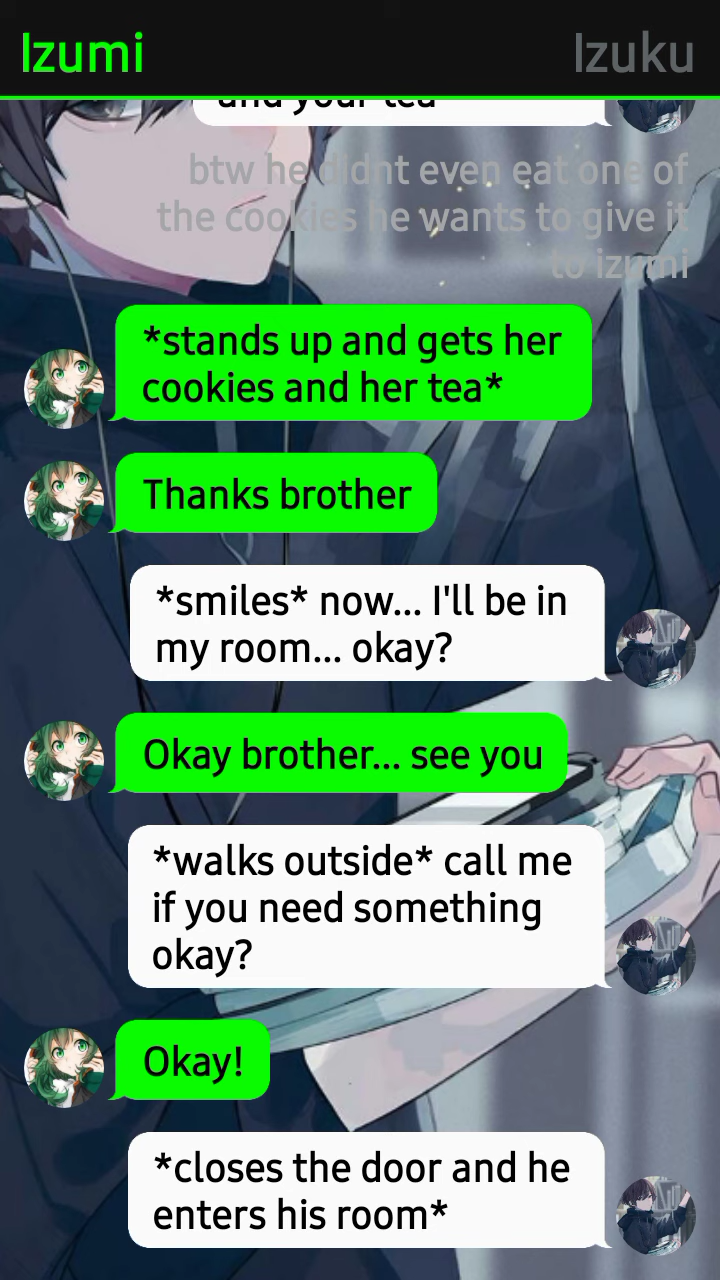 Izumi
Izuku
and your tea
btw he didnt even eat one of
the cookies he wants to give it
to izumi
*stands up and gets her
cookies and her tea*
Thanks brother
*smiles* now... I'll be in
my room... okay?
Okay brother... see you
*walks outside* call me
if you need something
okay?
Okay!
*closes the door and he
enters his room*